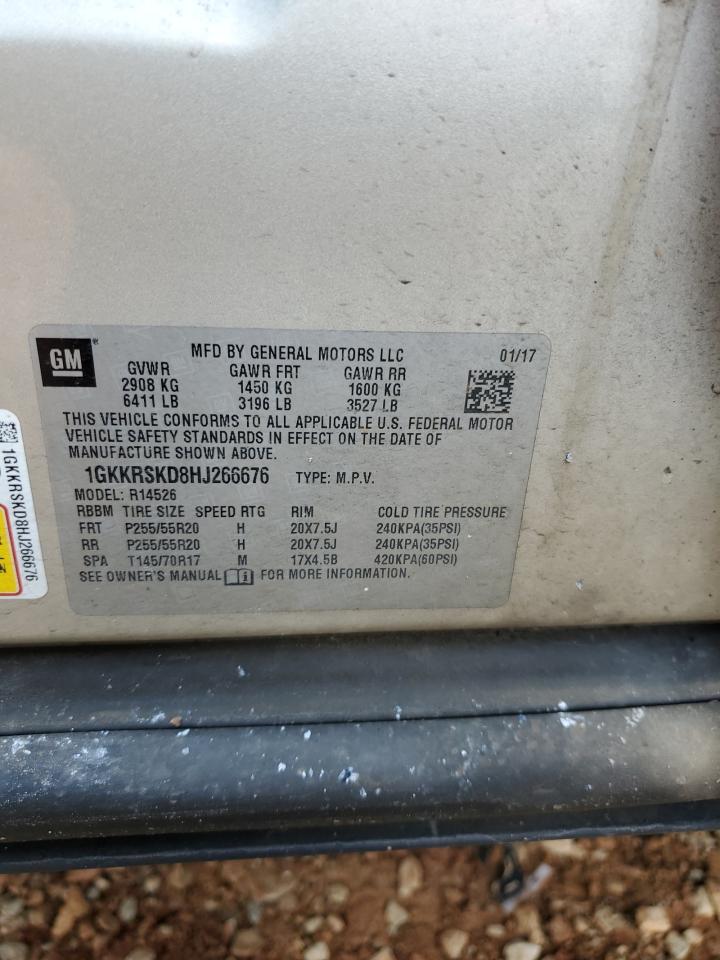 GM
MFD BY GENERAL MOTORS LLC 01/17
GVWR GAWR FRT GAWR RR
2908 KG 1450 KG 1600 KG
6411 LB 3196 LB 3527 LB
THIS VEHICLE CONFORMS TO ALL APPLICABLE U.S. FEDERAL MOTOR
VEHICLE SAFETY STANDARDS IN EFFECT ON THE DATE OF
MANUFACTURE SHOWN ABOVE.
1GKKRSKD8HJ266676 TYPE: M.P.V.
MODEL: R14526
RBBM TIRE SIZE SPEED RTG RIM COLD TIRE PRESSURE
FRT P255/55R20 H 20X7.5J 240KPA(35PSI)
RR P255/55R20 H 20X7.5J 240KPA(35PSI)
SPA T145/70R17 M 17X4.5B 420KPA(60PSI)
SEE OWNER'S MANUAL FOR MORE INFORMATION.
1GKKRSKD8HJ266676